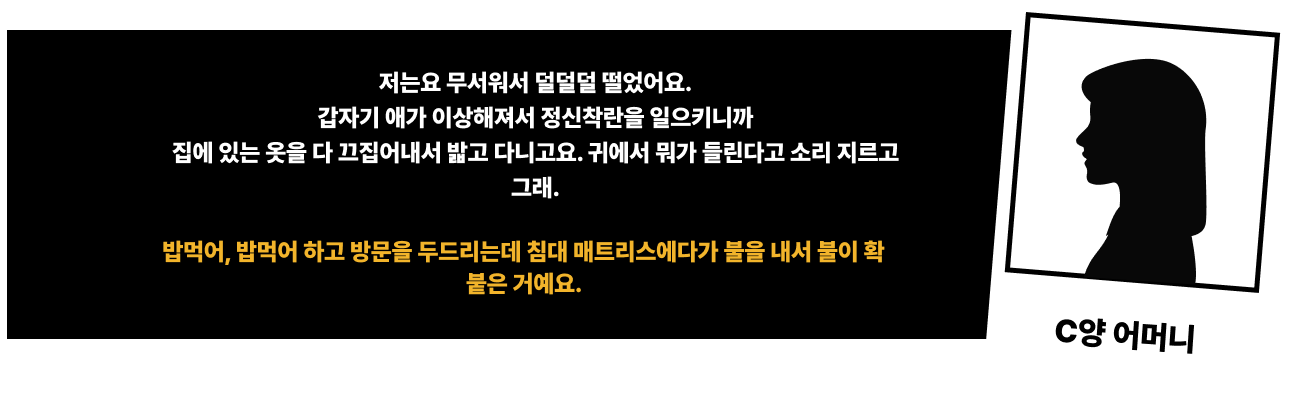 저는요 무서워서 덜덜덜 떨었어요.
갑자기 애가 이상해져서 정신착란을 일으키니까
집에 있는 옷을 다 끄집어내서 밟고 다니고요. 귀에서 뭐가 들린다고 소리 지르고
그래.
밥먹어, 밥먹어 하고 방문을 두드리는데 침대 매트리스에다가 불을 내서 불이 확
붙은 거예요.
C양 어머니